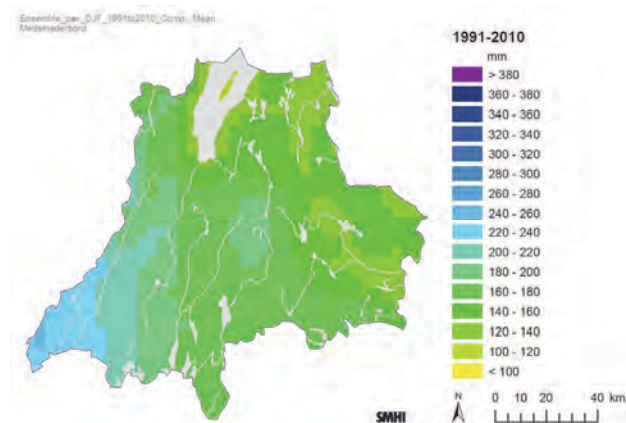 Ensemble_pav_DJF_1991to2010_Comp. Mean
Medelnederbörd
1991-2010
mm
> 380
360 - 380
340 - 360
320 - 340
300 - 320
280 - 300
260 - 280
240 - 260
220 - 240
200 - 220
180 - 200
160 - 180
140 - 160
120 - 140
100 - 120
< 100
N
0 10 20 40 km
SMHI